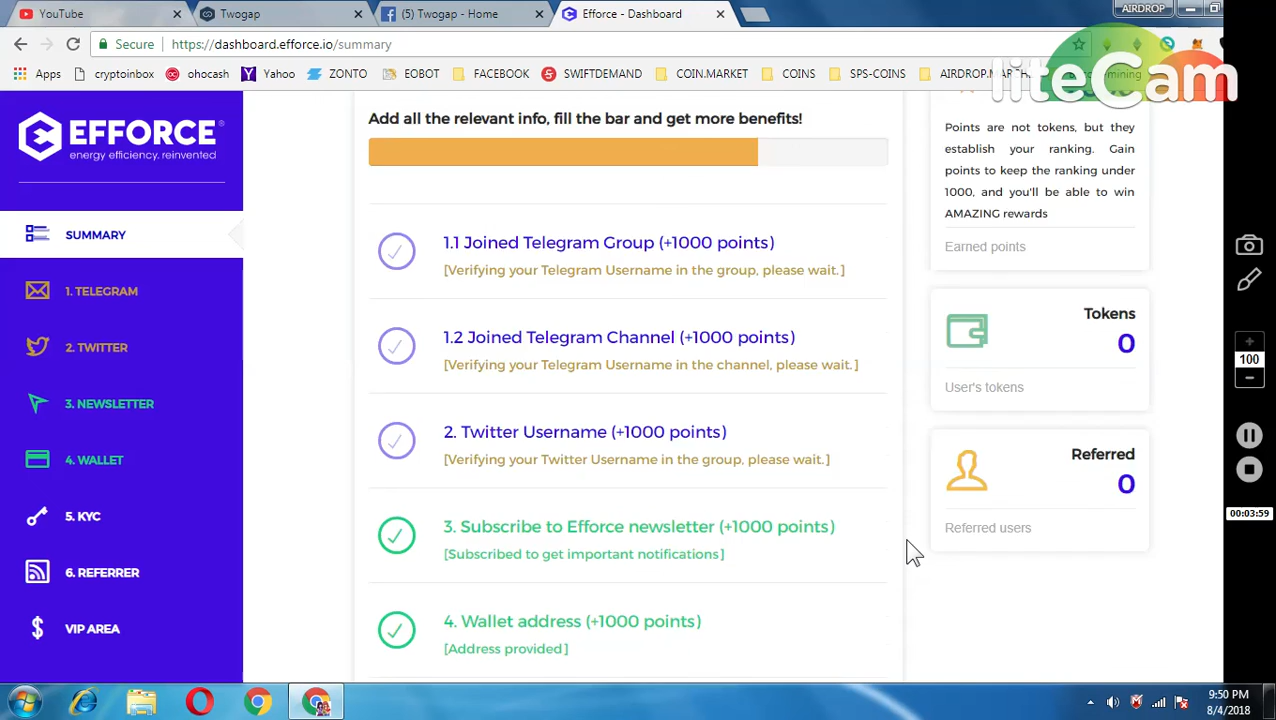 YouTube
Twogap
(5) Twogap - Home
Efforce - Dashboard
AIRDROP
Secure
https://dashboard.efforce.io/summary
Apps
cryptoinbox
ohocash
Yahoo
ZONTO
EOBOT
FACEBOOK
SWIFTDEMAND
COIN.MARKET
COINS
SPS-COINS
mining
liteCam
EFFORCE®
energy efficiency. reinvented
SUMMARY
1. TELEGRAM
2. TWITTER
3. NEWSLETTER
4. WALLET
5. KYC
6. REFERRER
VIP AREA
Add all the relevant info, fill the bar and get more benefits!
1.1 Joined Telegram Group (+1000 points)
[Verifying your Telegram Username in the group, please wait.]
1.2 Joined Telegram Channel (+1000 points)
[Verifying your Telegram Username in the channel, please wait.]
2. Twitter Username (+1000 points)
[Verifying your Twitter Username in the group, please wait.]
3. Subscribe to Efforce newsletter (+1000 points)
[Subscribed to get important notifications]
4. Wallet address (+1000 points)
[Address provided]
Points are not tokens, but they
establish your ranking. Gain
points to keep the ranking under
1000, and you'll be able to win
AMAZING rewards
Earned points
Tokens
0
User's tokens
Referred
0
Referred users
100
00:03:59
9:50 PM
8/4/2018